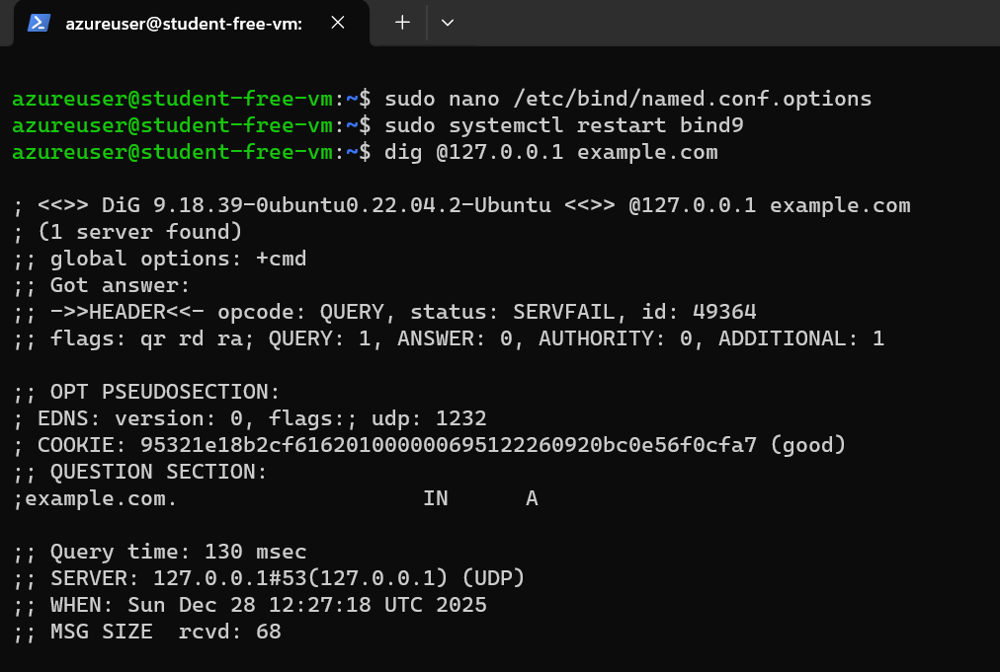 azureuser@student-free-vm:
azureuser@student-free-vm:~$ sudo nano /etc/bind/named.conf.options
azureuser@student-free-vm:~$ sudo systemctl restart bind9
azureuser@student-free-vm:~$ dig @127.0.0.1 example.com
; <<>> DiG 9.18.39-0ubuntu0.22.04.2-Ubuntu <<>> @127.0.0.1 example.com
; (1 server found)
;; global options: +cmd
;; Got answer:
;; ->>HEADER<<- opcode: QUERY, status: SERVFAIL, id: 49364
;; flags: qr rd ra; QUERY: 1, ANSWER: 0, AUTHORITY: 0, ADDITIONAL: 1
;; OPT PSEUDOSECTION:
; EDNS: version: 0, flags:; udp: 1232
; COOKIE: 95321e18b2cf616201000000695122260920bc0e56f0cfa7 (good)
;; QUESTION SECTION:
;example.com. IN A
;; Query time: 130 msec
;; SERVER: 127.0.0.1#53(127.0.0.1) (UDP)
;; WHEN: Sun Dec 28 12:27:18 UTC 2025
;; MSG SIZE rcvd: 68